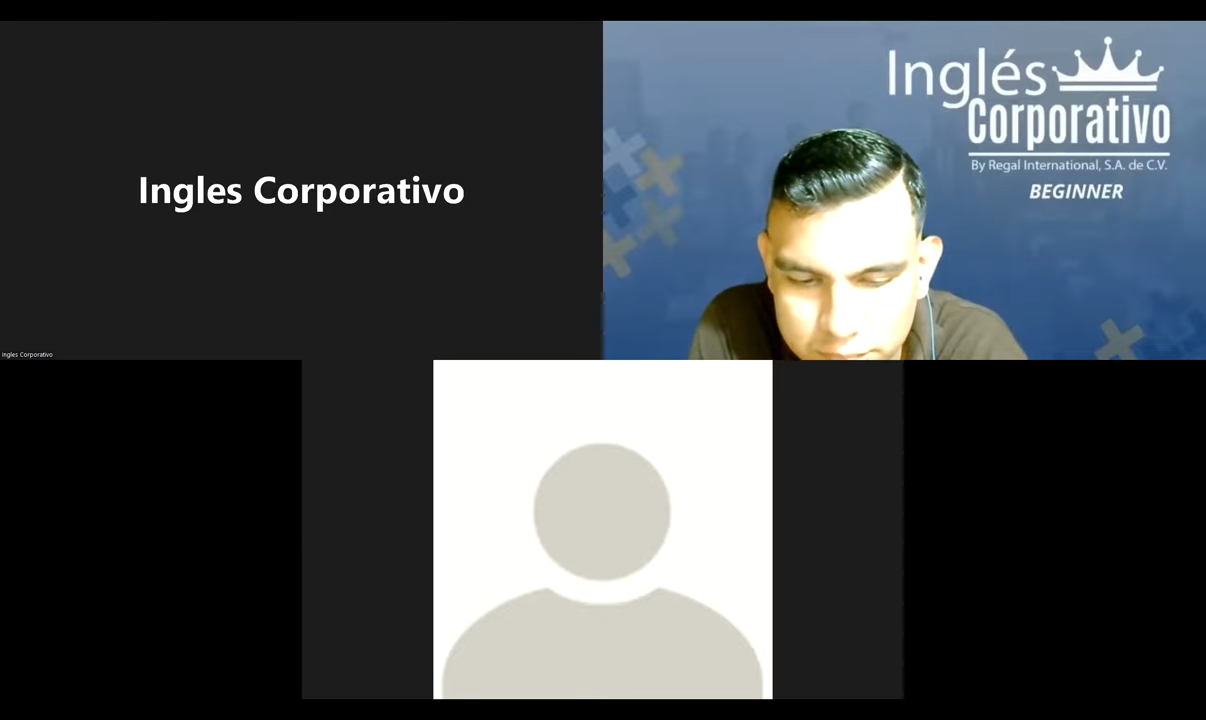 Ingles Corporativo
Ingles Corporativo
Inglés
Corporativo
By Regal International, S.A. de C.V.
BEGINNER